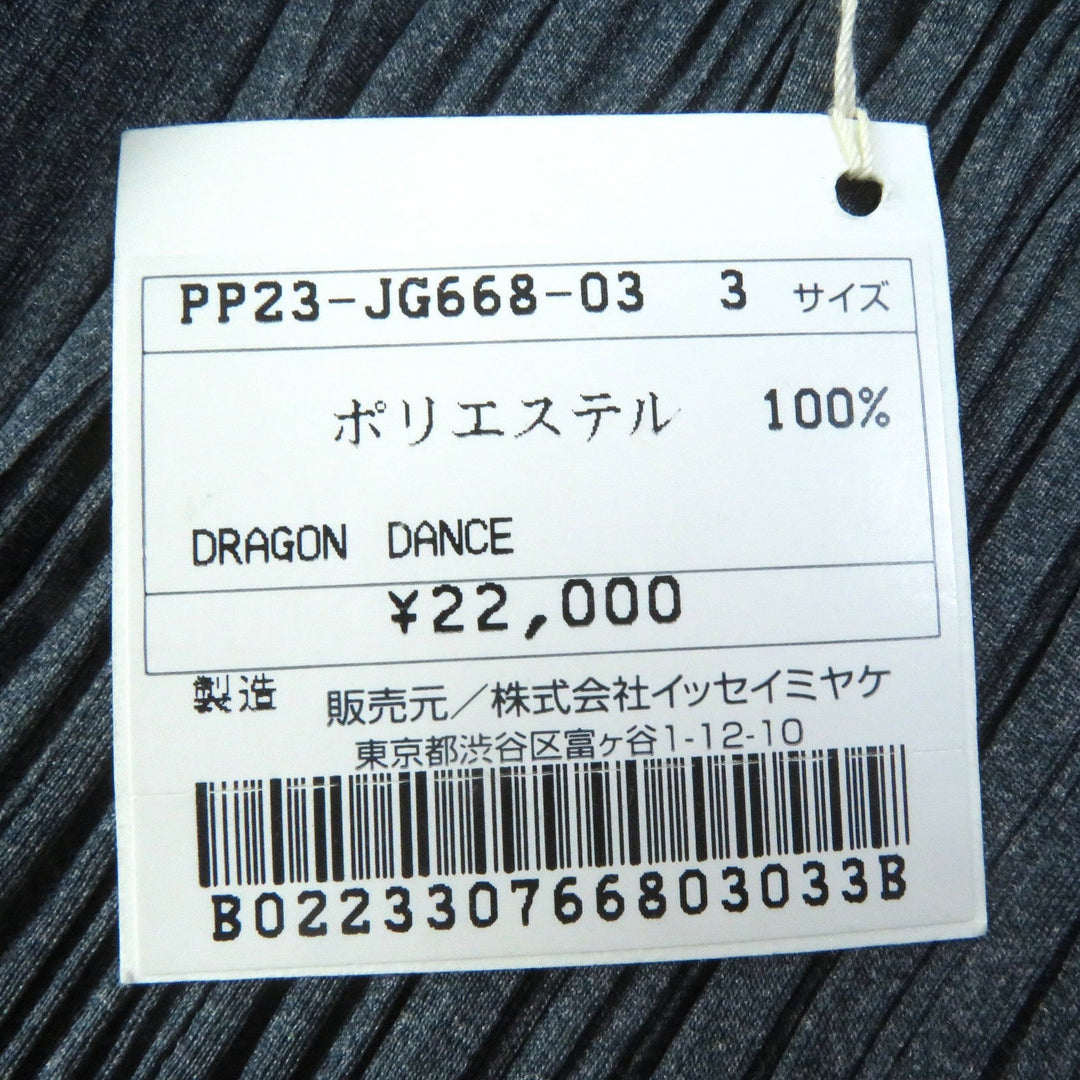 PP23-JG668-03 3 サイズ
ポリエステル 100%
DRAGON DANCE
¥22,000
製造 販売元／株式会社イッセイミヤケ
東京都渋谷区富ヶ谷1-12-10
B022330766803033B